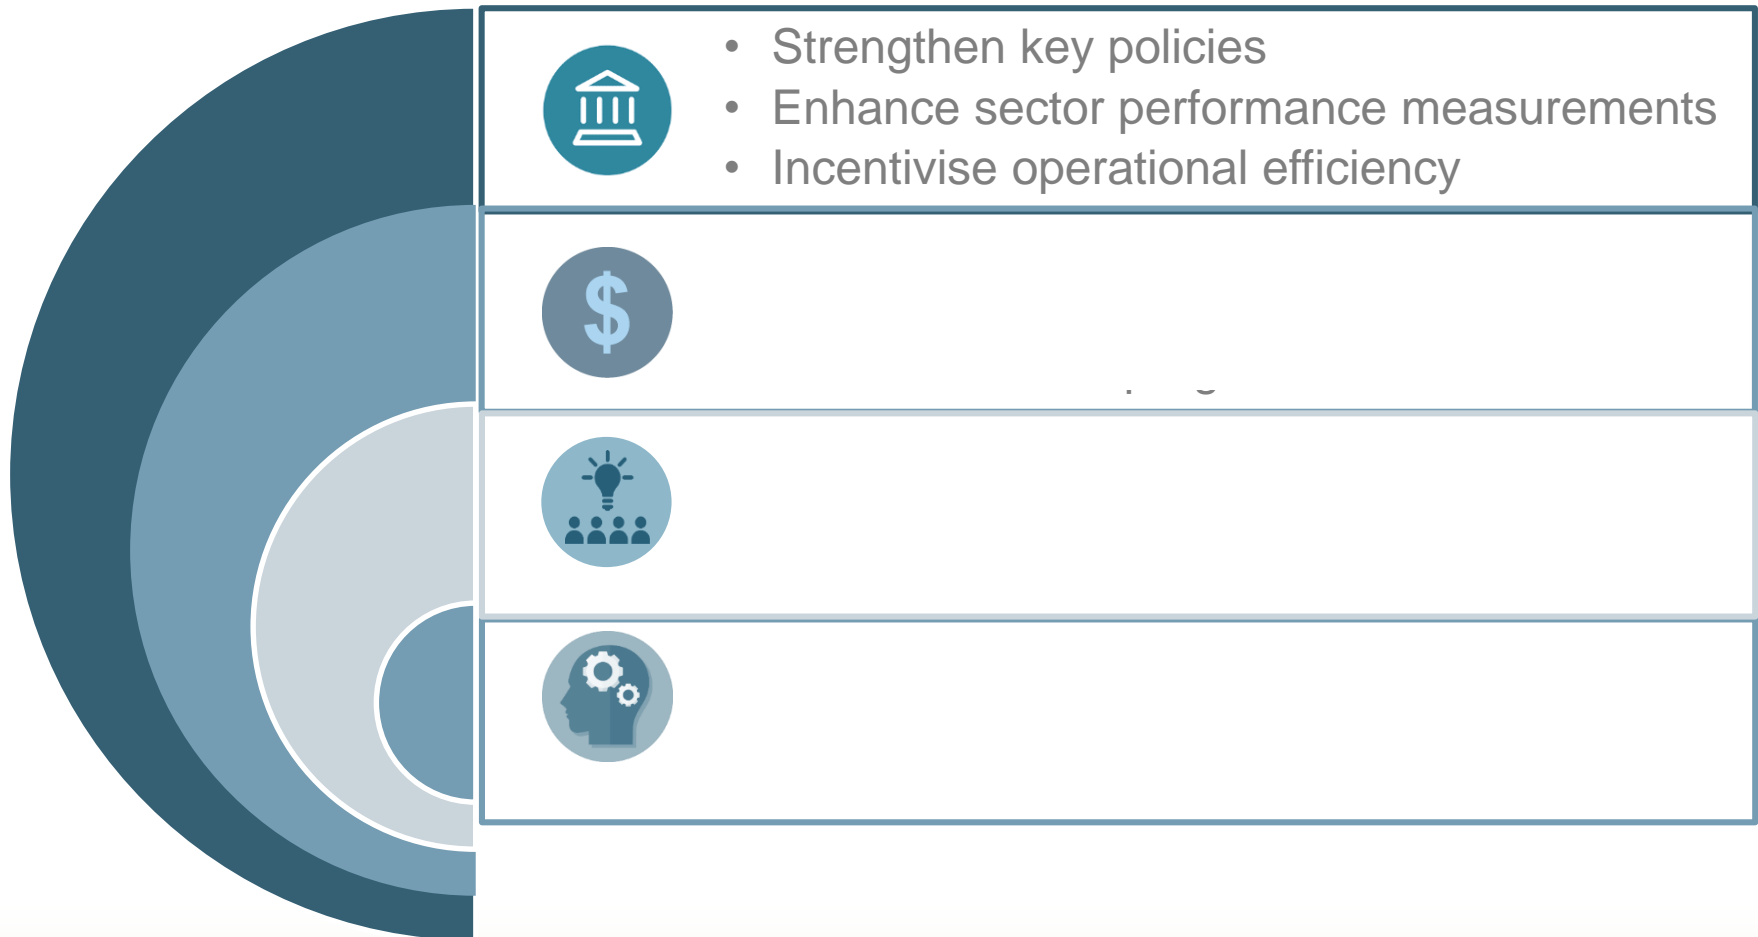 • Strengthen key policies
• Enhance sector performance measurements
• Incentivise operational efficiency
$